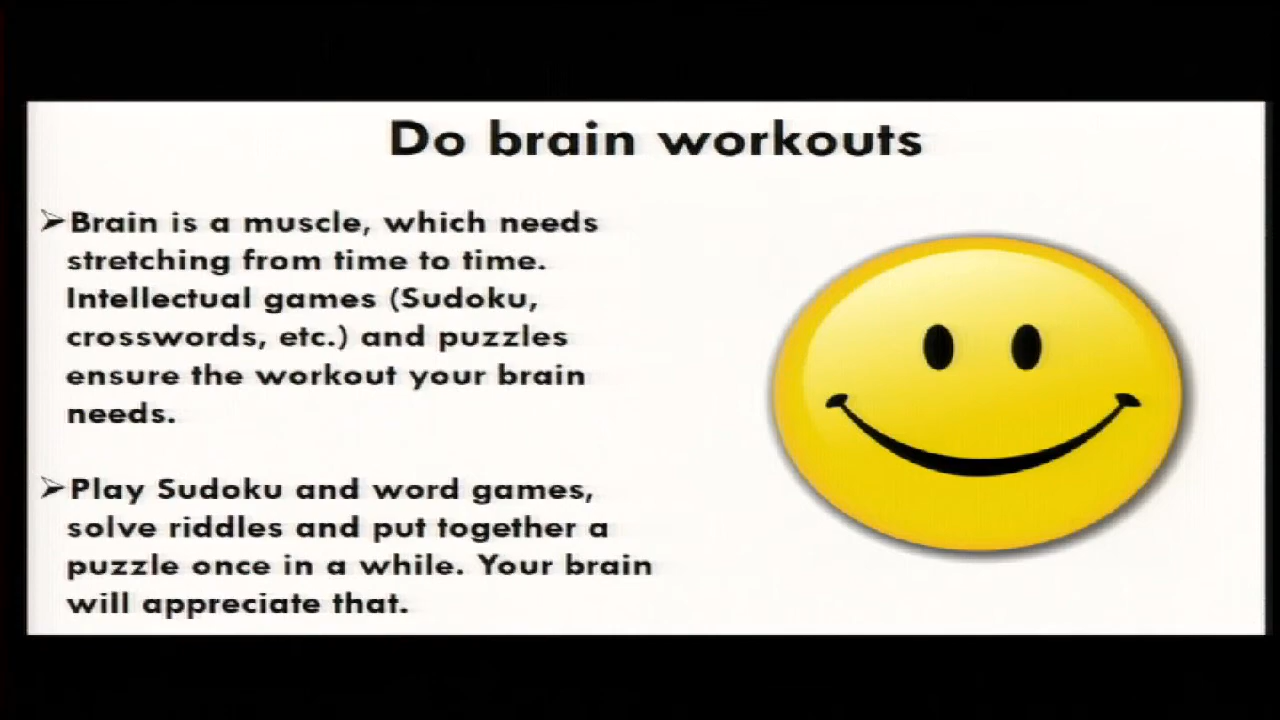 Do brain workouts
➢Brain is a muscle, which needs
stretching from time to time.
Intellectual games (Sudoku,
crosswords, etc.) and puzzles
ensure the workout your brain
needs.
➢Play Sudoku and word games,
solve riddles and put together a
puzzle once in a while. Your brain
will appreciate that.